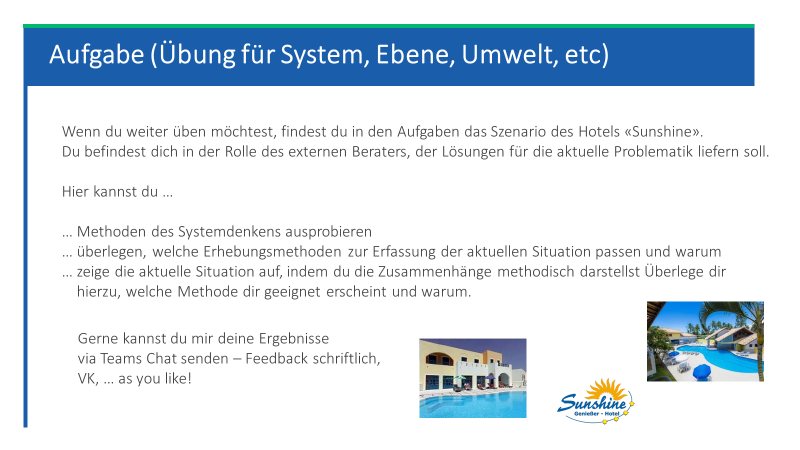 Aufgabe (Übung für System, Ebene, Umwelt, etc)
Wenn du weiter üben möchtest, findest du in den Aufgaben das Szenario des Hotels «Sunshine».
Du befindest dich in der Rolle des externen Beraters, der Lösungen für die aktuelle Problematik liefern soll.
Hier kannst du …
… Methoden des Systemdenkens ausprobieren
… überlegen, welche Erhebungsmethoden zur Erfassung der aktuellen Situation passen und warum
… zeige die aktuelle Situation auf, indem du die Zusammenhänge methodisch darstellst Überlege dir
hierzu, welche Methode dir geeignet erscheint und warum.
Gerne kannst du mir deine Ergebnisse
via Teams Chat senden – Feedback schriftlich,
VK, … as you like!
Sunshine
Genießer - Hotel